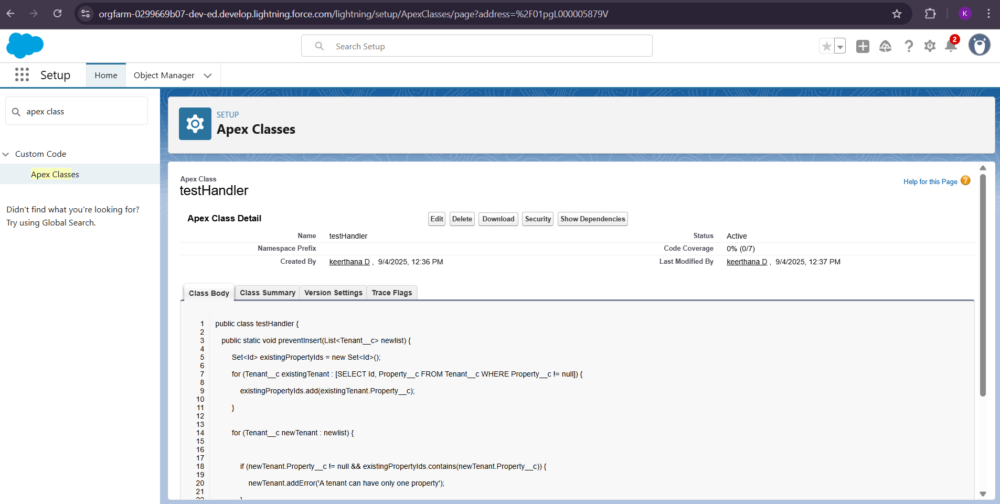 orgfarm-0299669b07-dev-ed.develop.lightning.force.com/lightning/setup/ApexClasses/page?address=%2F01pgL000005879V
K
Search Setup
2
Setup
Home
Object Manager
apex class
Custom Code
Apex Classes
Didn't find what you're looking for?
Try using Global Search.
SETUP
Apex Classes
Apex Class
testHandler
Help for this Page ?
Apex Class Detail
Edit Delete Download Security Show Dependencies
Name testHandler Status Active
Namespace Prefix Code Coverage 0% (0/7)
Created By keerthana D , 9/4/2025, 12:36 PM Last Modified By keerthana D , 9/4/2025, 12:37 PM
Class Body Class Summary Version Settings Trace Flags
1 public class testHandler {
2
3 public static void preventInsert(List<Tenant__c> newlist) {
4
5 Set<Id> existingPropertyIds = new Set<Id>();
6
7 for (Tenant__c existingTenant : [SELECT Id, Property__c FROM Tenant__c WHERE Property__c != null]) {
8
9 existingPropertyIds.add(existingTenant.Property__c);
10
11 }
12
13
14 for (Tenant__c newTenant : newlist) {
15
16
17
18 if (newTenant.Property__c != null && existingPropertyIds.contains(newTenant.Property__c)) {
19
20 newTenant.addError('A tenant can have only one property');
21
22 }